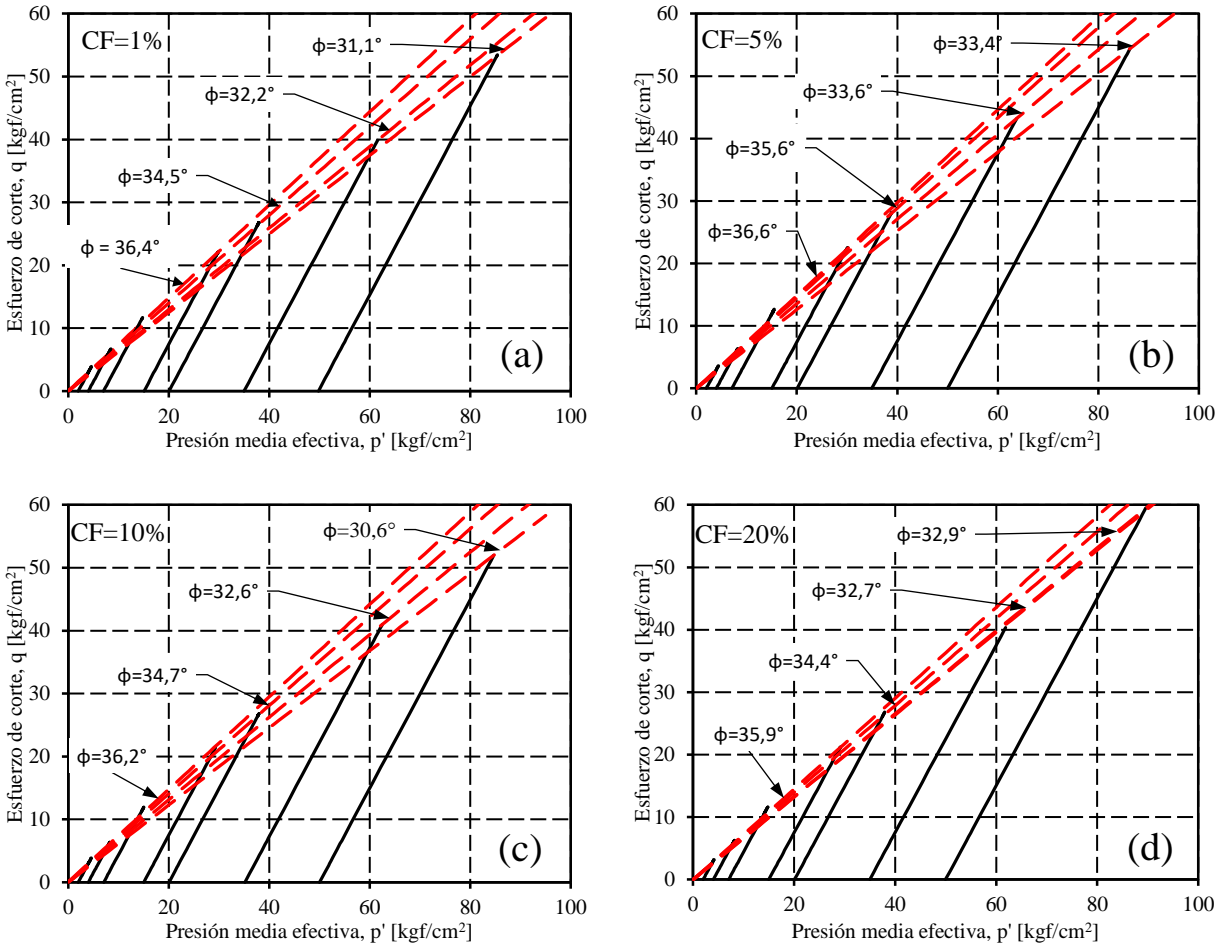 CF=1%
ϕ=31,1°
ϕ=32,2°
ϕ=34,5°
ϕ = 36,4°
(a)
Esfuerzo de corte, q [kgf/cm²]
60
50
40
30
20
10
0
0 20 40 60 80 100
Presión media efectiva, p' [kgf/cm²]
CF=5%
ϕ=33,4°
ϕ=33,6°
ϕ=35,6°
ϕ=36,6°
(b)
Esfuerzo de corte, q [kgf/cm²]
60
50
40
30
20
10
0
0 20 40 60 80 100
Presión media efectiva, p' [kgf/cm²]
CF=10%
ϕ=30,6°
ϕ=32,6°
ϕ=34,7°
ϕ=36,2°
(c)
Esfuerzo de corte, q [kgf/cm²]
60
50
40
30
20
10
0
0 20 40 60 80 100
Presión media efectiva, p' [kgf/cm²]
CF=20%
ϕ=32,9°
ϕ=32,7°
ϕ=34,4°
ϕ=35,9°
(d)
Esfuerzo de corte, q [kgf/cm²]
60
50
40
30
20
10
0
0 20 40 60 80 100
Presión media efectiva, p' [kgf/cm²]